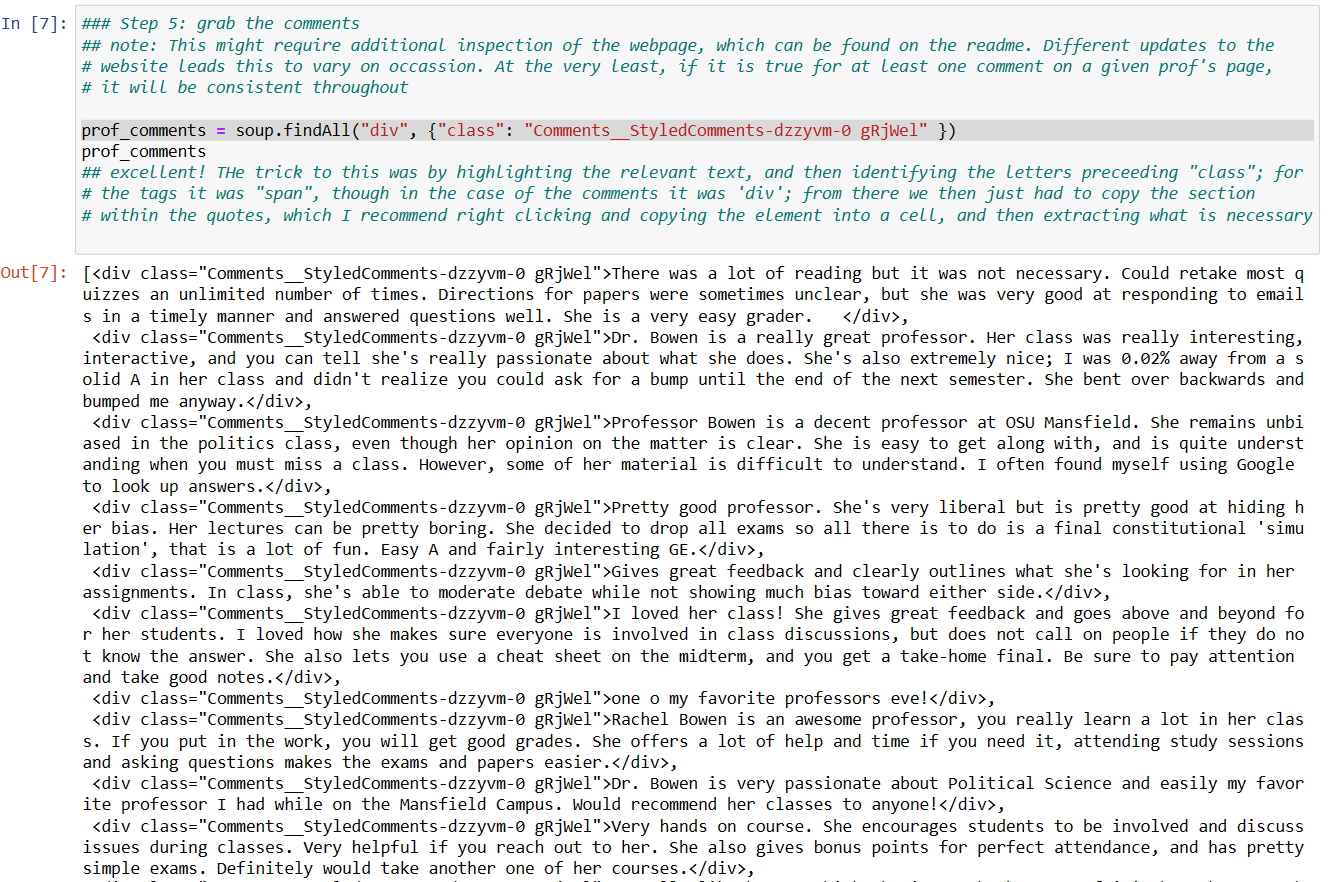 In [7]: ### Step 5: grab the comments
## note: This might require additional inspection of the webpage, which can be found on the readme. Different updates to the
# website leads this to vary on occassion. At the very least, if it is true for at least one comment on a given prof's page,
# it will be consistent throughout
prof_comments = soup.findAll("div", {"class": "Comments__StyledComments-dzzyvm-0 gRjWel" })
prof_comments
## excellent! THe trick to this was by highlighting the relevant text, and then identifying the letters preceeding "class"; for
# the tags it was "span", though in the case of the comments it was 'div'; from there we then just had to copy the section
# within the quotes, which I recommend right clicking and copying the element into a cell, and then extracting what is necessary
Out[7]: [<div class="Comments__StyledComments-dzzyvm-0 gRjWel">There was a lot of reading but it was not necessary. Could retake most q
uizzes an unlimited number of times. Directions for papers were sometimes unclear, but she was very good at responding to email
s in a timely manner and answered questions well. She is a very easy grader.   </div>,
<div class="Comments__StyledComments-dzzyvm-0 gRjWel">Dr. Bowen is a really great professor. Her class was really interesting,
interactive, and you can tell she's really passionate about what she does. She's also extremely nice; I was 0.02% away from a s
olid A in her class and didn't realize you could ask for a bump until the end of the next semester. She bent over backwards and
bumped me anyway.</div>,
<div class="Comments__StyledComments-dzzyvm-0 gRjWel">Professor Bowen is a decent professor at OSU Mansfield. She remains unbi
ased in the politics class, even though her opinion on the matter is clear. She is easy to get along with, and is quite underst
anding when you must miss a class. However, some of her material is difficult to understand. I often found myself using Google
to look up answers.</div>,
<div class="Comments__StyledComments-dzzyvm-0 gRjWel">Pretty good professor. She's very liberal but is pretty good at hiding h
er bias. Her lectures can be pretty boring. She decided to drop all exams so all there is to do is a final constitutional 'simu
lation', that is a lot of fun. Easy A and fairly interesting GE.</div>,
<div class="Comments__StyledComments-dzzyvm-0 gRjWel">Gives great feedback and clearly outlines what she's looking for in her
assignments. In class, she's able to moderate debate while not showing much bias toward either side.</div>,
<div class="Comments__StyledComments-dzzyvm-0 gRjWel">I loved her class! She gives great feedback and goes above and beyond fo
r her students. I loved how she makes sure everyone is involved in class discussions, but does not call on people if they do no
t know the answer. She also lets you use a cheat sheet on the midterm, and you get a take-home final. Be sure to pay attention
and take good notes.</div>,
<div class="Comments__StyledComments-dzzyvm-0 gRjWel">one o my favorite professors eve!</div>,
<div class="Comments__StyledComments-dzzyvm-0 gRjWel">Rachel Bowen is an awesome professor, you really learn a lot in her clas
s. If you put in the work, you will get good grades. She offers a lot of help and time if you need it, attending study sessions
and asking questions makes the exams and papers easier.</div>,
<div class="Comments__StyledComments-dzzyvm-0 gRjWel">Dr. Bowen is very passionate about Political Science and easily my favor
ite professor I had while on the Mansfield Campus. Would recommend her classes to anyone!</div>,
<div class="Comments__StyledComments-dzzyvm-0 gRjWel">Very hands on course. She encourages students to be involved and discuss
issues during classes. Very helpful if you reach out to her. She also gives bonus points for perfect attendance, and has pretty
simple exams. Definitely would take another one of her courses.</div>,